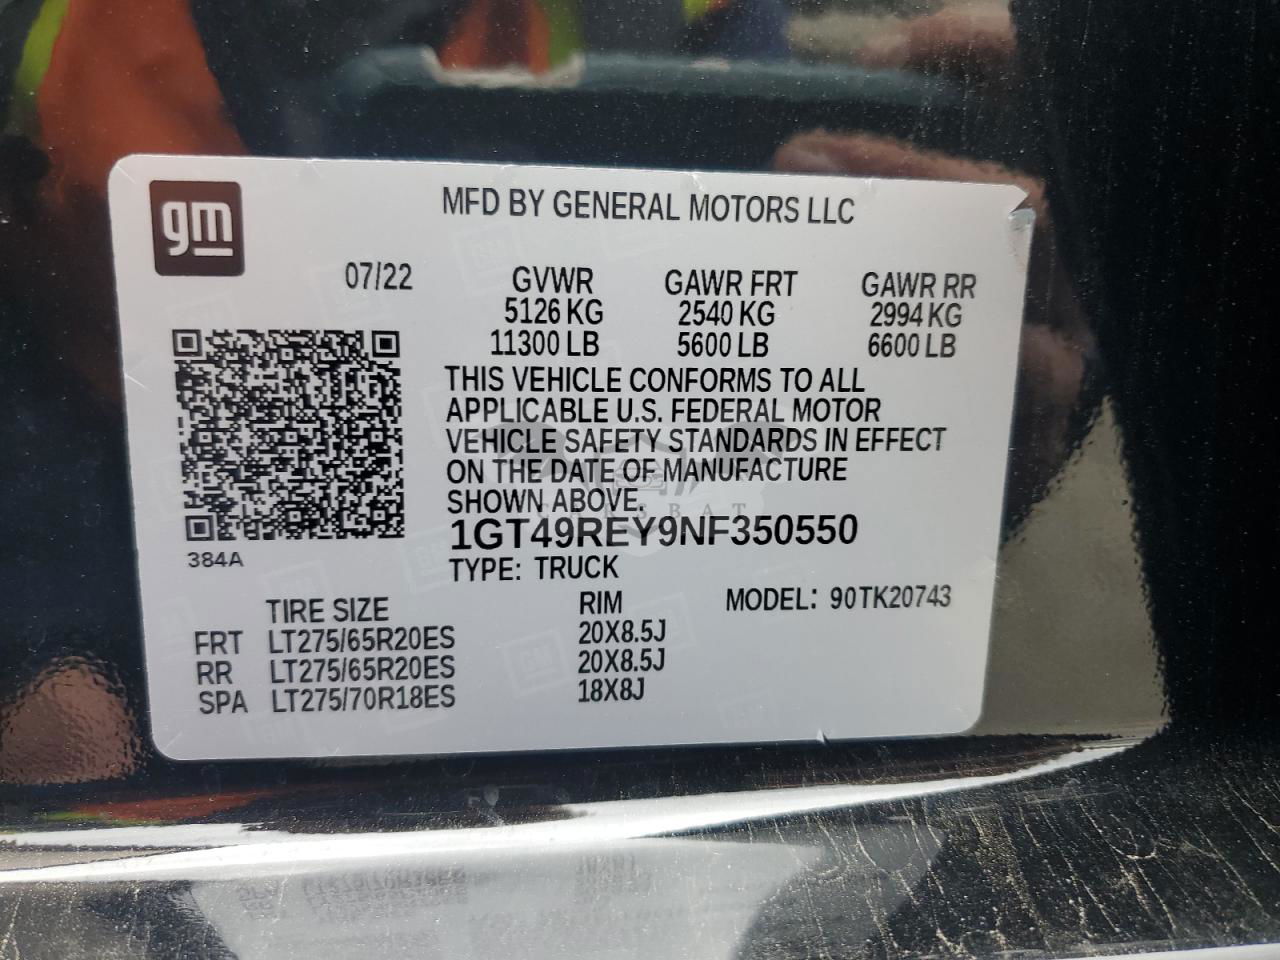 gm
MFD BY GENERAL MOTORS LLC
07/22 GVWR GAWR FRT GAWR RR
5126 KG 2540 KG 2994 KG
11300 LB 5600 LB 6600 LB
THIS VEHICLE CONFORMS TO ALL
APPLICABLE U.S. FEDERAL MOTOR
VEHICLE SAFETY STANDARDS IN EFFECT
ON THE DATE OF MANUFACTURE
SHOWN ABOVE.
CARSBAT
1GT49REY9NF350550
384A
TYPE: TRUCK
TIRE SIZE RIM MODEL: 90TK20743
FRT LT275/65R20ES 20X8.5J
RR LT275/65R20ES 20X8.5J
SPA LT275/70R18ES 18X8J